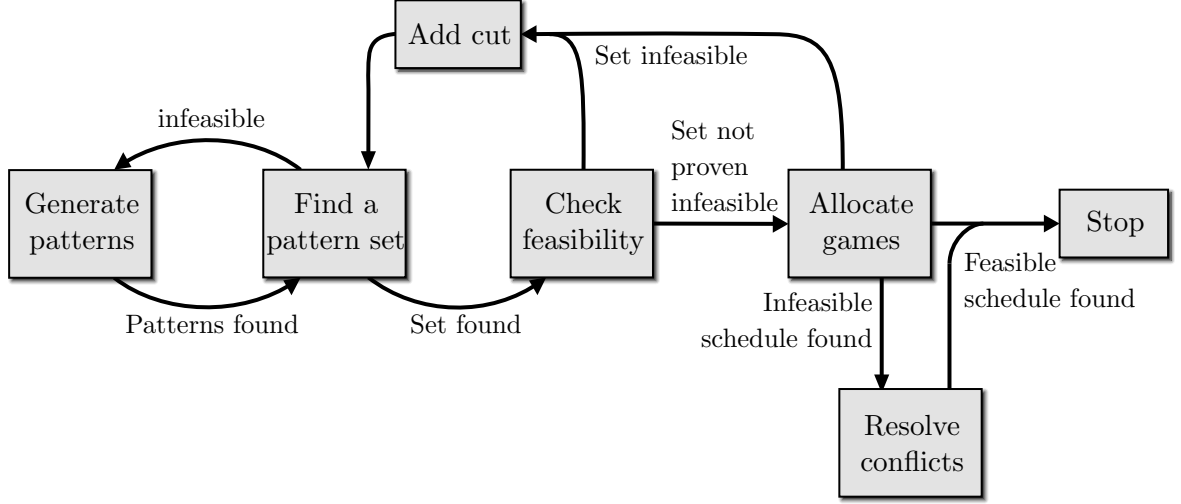 Add cut
Set infeasible
infeasible
Set not
proven
infeasible
Generate
patterns
Find a
pattern set
Check
feasibility
Allocate
games
Stop
Patterns found
Set found
Infeasible
schedule found
Feasible
schedule found
Resolve
conflicts